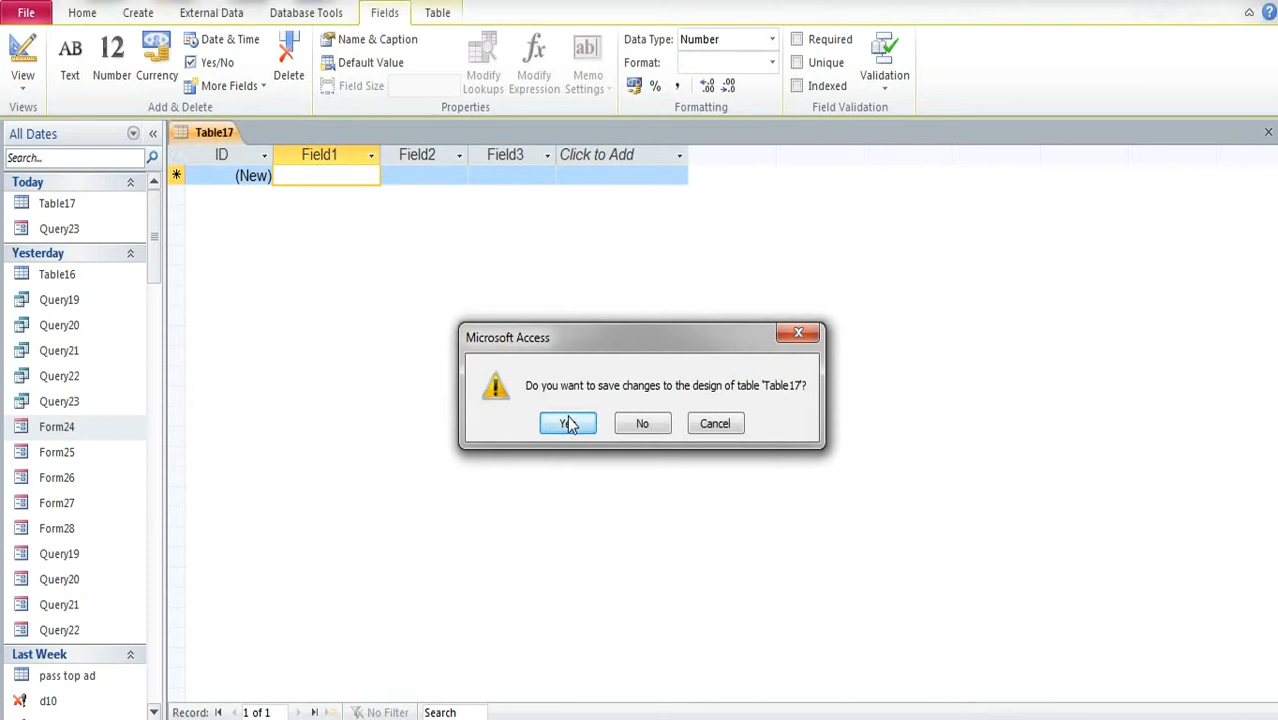 File Home Create External Data Database Tools Fields Table
View
Views
AB
Text
12
Number
Currency
Date & Time
Yes/No
More Fields
Delete
Add & Delete
Name & Caption
Default Value
Field Size
Modify Lookups
fx
Modify Expression
ab
Memo Settings
Properties
Data Type: Number
Format:
% , .00
Formatting
Required
Unique
Indexed
Validation
Field Validation
All Dates
Search...
Today
Table17
Query23
Yesterday
Table16
Query19
Query20
Query21
Query22
Query23
Form24
Form25
Form26
Form27
Form28
Query19
Query20
Query21
Query22
Last Week
pass top ad
d10
Table17
ID Field1 Field2 Field3 Click to Add
* (New)
Microsoft Access
Do you want to save changes to the design of table 'Table17'?
No Cancel
Record: 1 of 1 No Filter Search